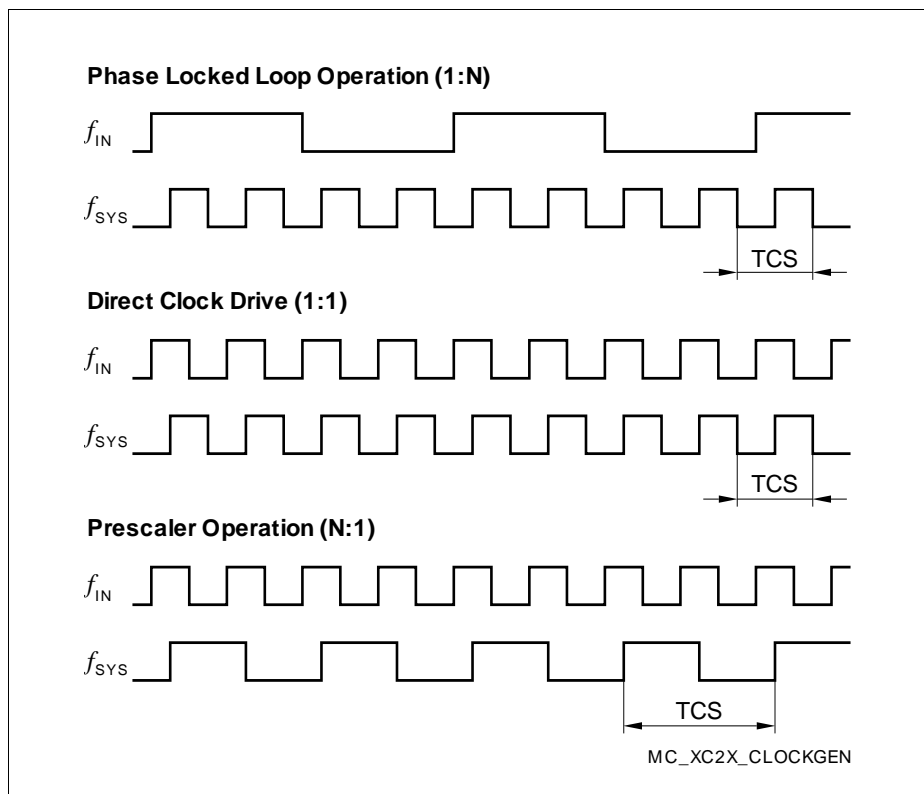 Phase Locked Loop Operation (1:N)
fIN
fSYS
TCS
Direct Clock Drive (1:1)
fIN
fSYS
TCS
Prescaler Operation (N:1)
fIN
fSYS
TCS
MC_XC2X_CLOCKGEN